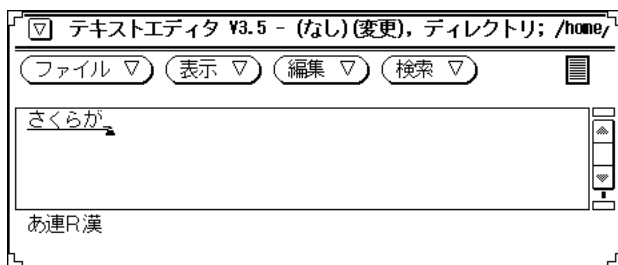 テキストエディタ V3.5 - (なし)(変更), ディレクトリ; /home/
ファイル ▽ 表示 ▽ 編集 ▽ 検索 ▽
さくらが
あ連R漢